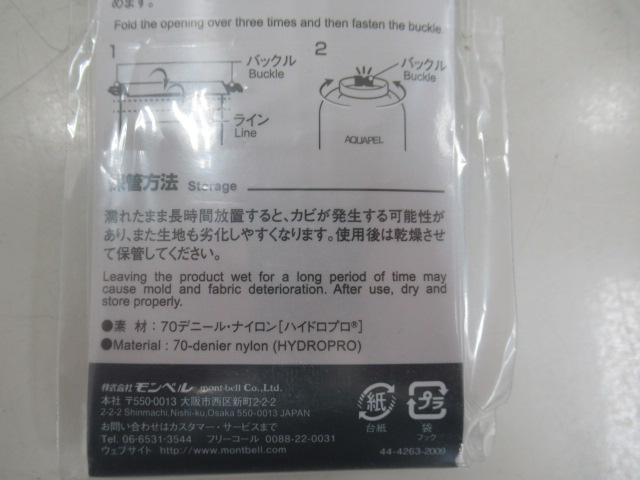 めます。
Fold the opening over three times and then fasten the buckle.
1
バックル
Buckle
ライン
Line
2
バックル
Buckle
AQUAPEL
保管方法 Storage
濡れたまま長時間放置すると、カビが発生する可能性が
あり、また生地も劣化しやすくなります。使用後は乾燥させ
て保管してください。
Leaving the product wet for a long period of time may
cause mold and fabric deterioration. After use, dry and
store properly.
●素 材：70デニール・ナイロン[ハイドロプロ®]
●Material : 70-denier nylon (HYDROPRO)
株式会社 モンベル mont-bell Co., Ltd.
本社 〒550-0013 大阪市西区新町2-2-2
2-2-2 Shinmachi, Nishi-ku, Osaka 550-0013 JAPAN
お問い合わせはカスタマー・サービスまで
Tel. 06-6531-3544 フリーコール 0088-22-0031
ウェブサイト http://www.montbell.com
紙
台紙
プラ
袋
フック
44-4263-2009